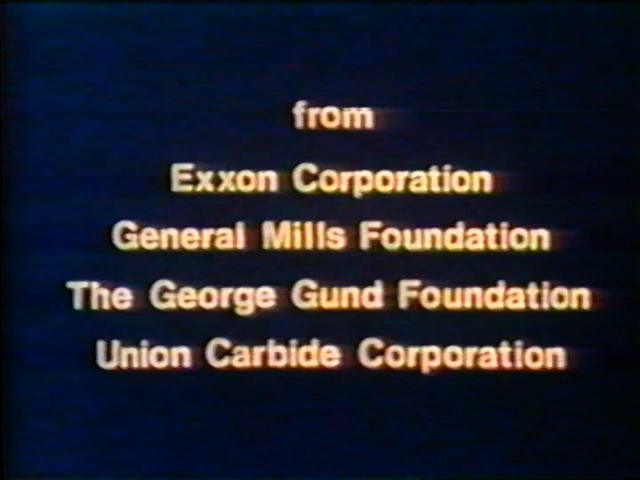 from
Exxon Corporation
General Mills Foundation
The George Gund Foundation
Union Carbide Corporation